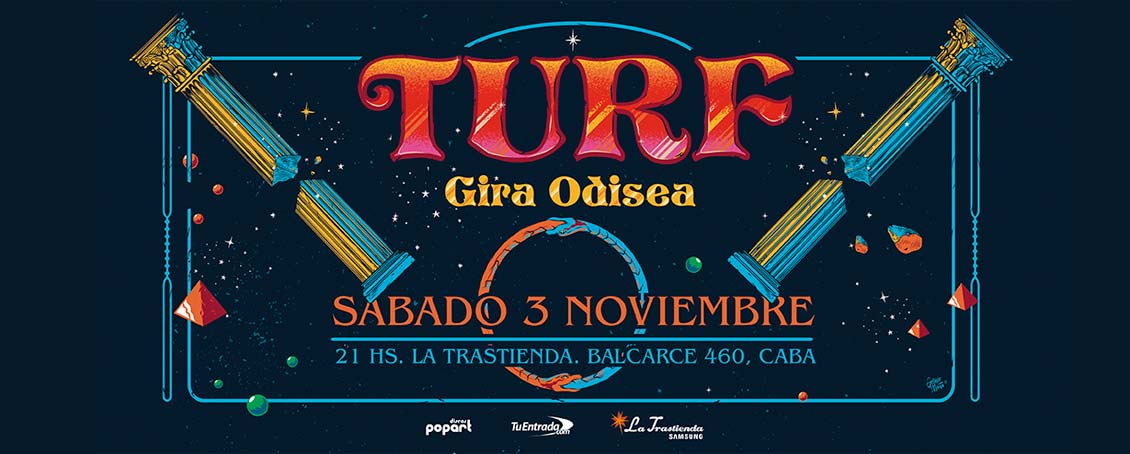 TURF
Gira Odisea
SABADO 3 NOVIEMBRE
21 HS. LA TRASTIENDA. BALCARCE 460, CABA
discos
popart
TuEntrada
.com
La Trastienda
SAMSUNG